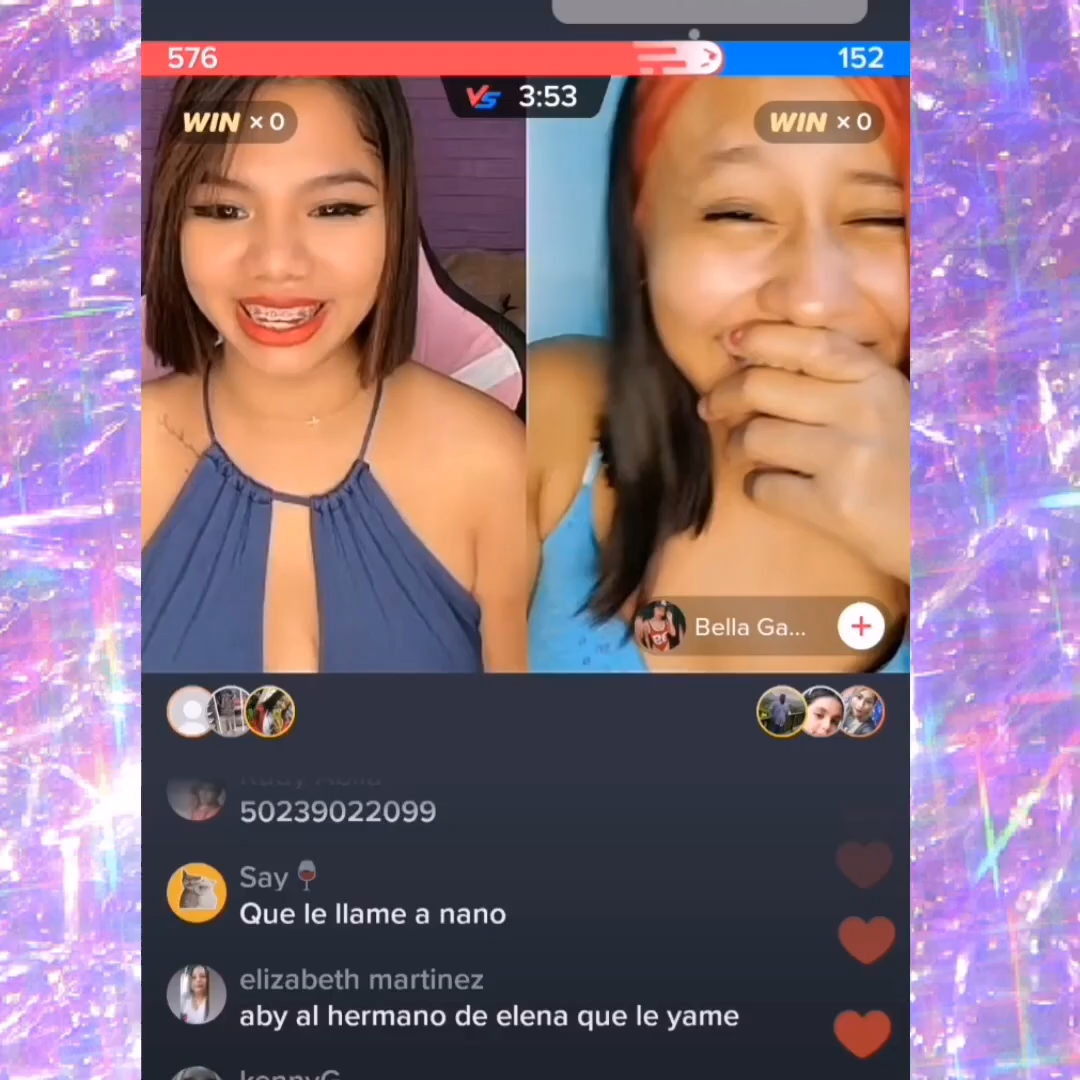 576
152
VS 3:53
WIN × 0
WIN × 0
Bella Ga...
50239022099
Say🍷
Que le llame a nano
elizabeth martinez
aby al hermano de elena que le yame